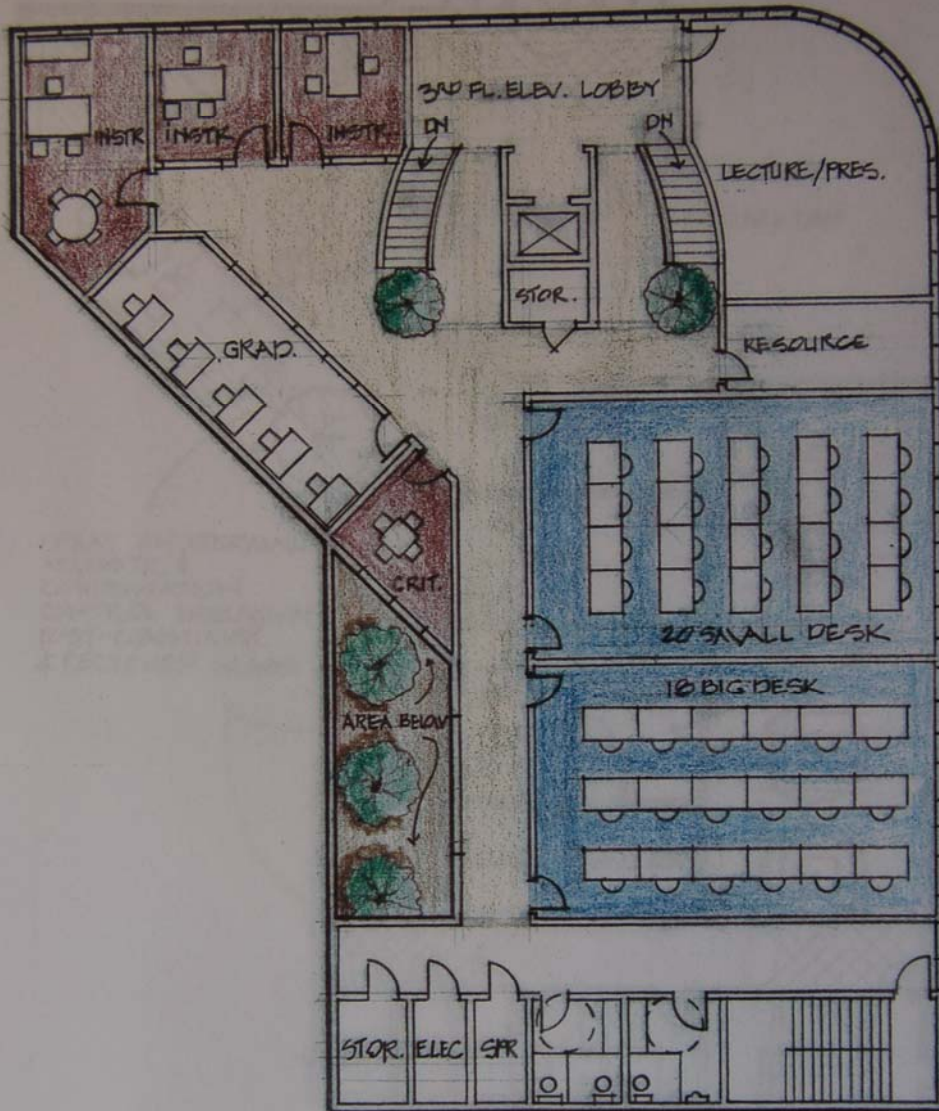 3RD FL. ELEV. LOBBY
DN
DN
INSTR
INSTR.
INSTR.
LECTURE/PRES.
STOR.
GRAD.
RESOURCE
CRIT.
20 SMALL DESK
18 BIG DESK
AREA BELOW
STOR.
ELEC
SPR